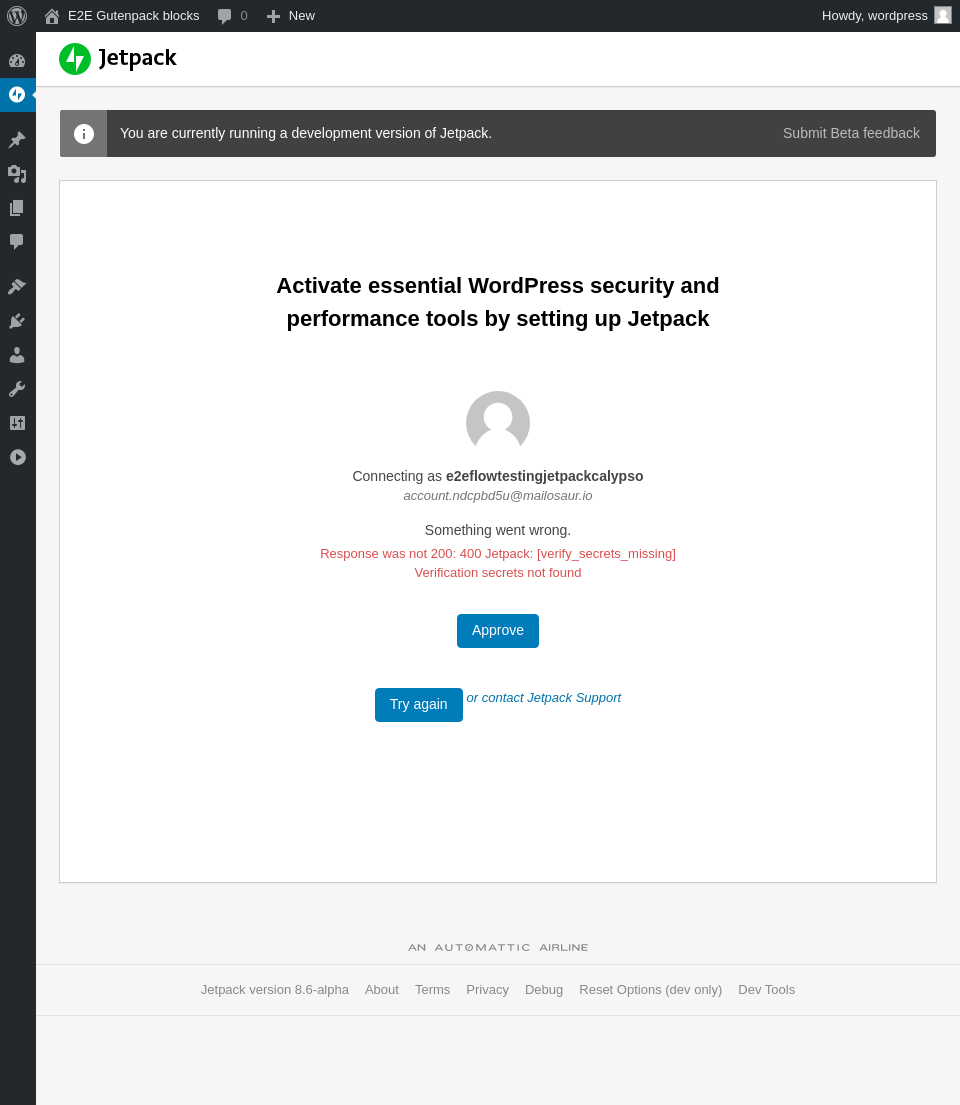 E2E Gutenpack blocks 0 New Howdy, wordpress
Jetpack
You are currently running a development version of Jetpack. Submit Beta feedback
Activate essential WordPress security and
performance tools by setting up Jetpack
Connecting as e2eflowtestingjetpackcalypso
account.ndcpbd5u@mailosaur.io
Something went wrong.
Response was not 200: 400 Jetpack: [verify_secrets_missing]
Verification secrets not found
Approve
Try again or contact Jetpack Support
AN AUTOMATTIC AIRLINE
Jetpack version 8.6-alpha About Terms Privacy Debug Reset Options (dev only) Dev Tools